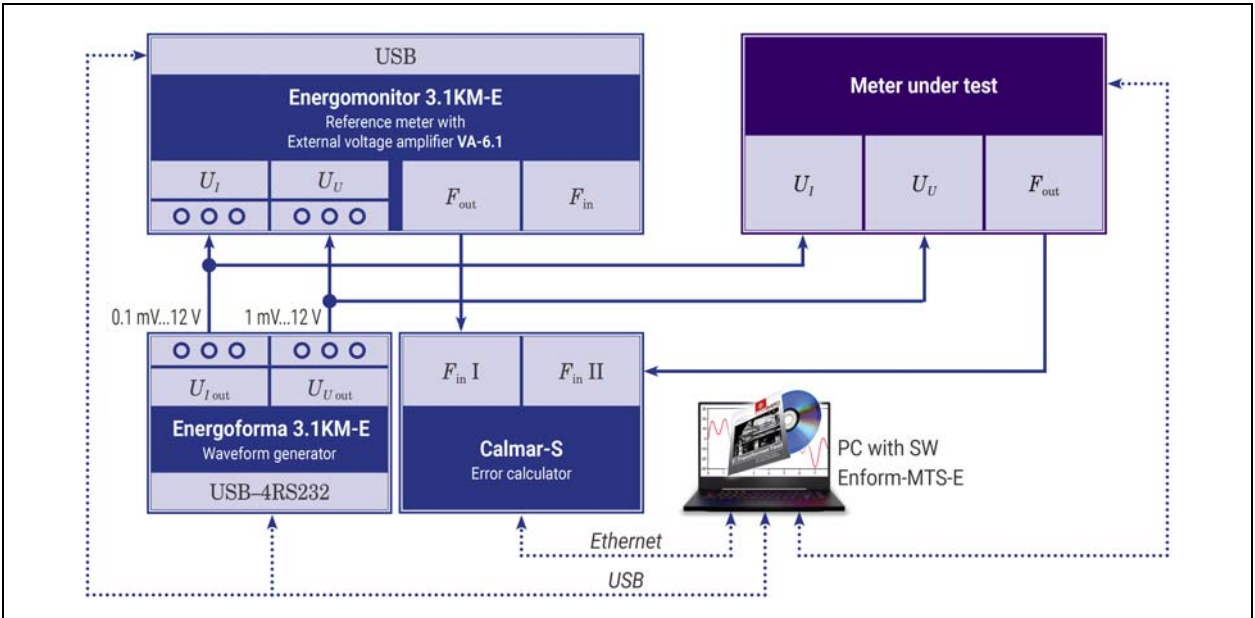 USB
Energomonitor 3.1KM-E
Reference meter with
External voltage amplifier VA-6.1
U_I
U_U
F_out
F_in
Meter under test
U_I
U_U
F_out
0.1 mV...12 V
1 mV...12 V
U_I out
U_U out
Energoforma 3.1KM-E
Waveform generator
USB–4RS232
F_in I
F_in II
Calmar-S
Error calculator
PC with SW
Enform-MTS-E
Ethernet
USB